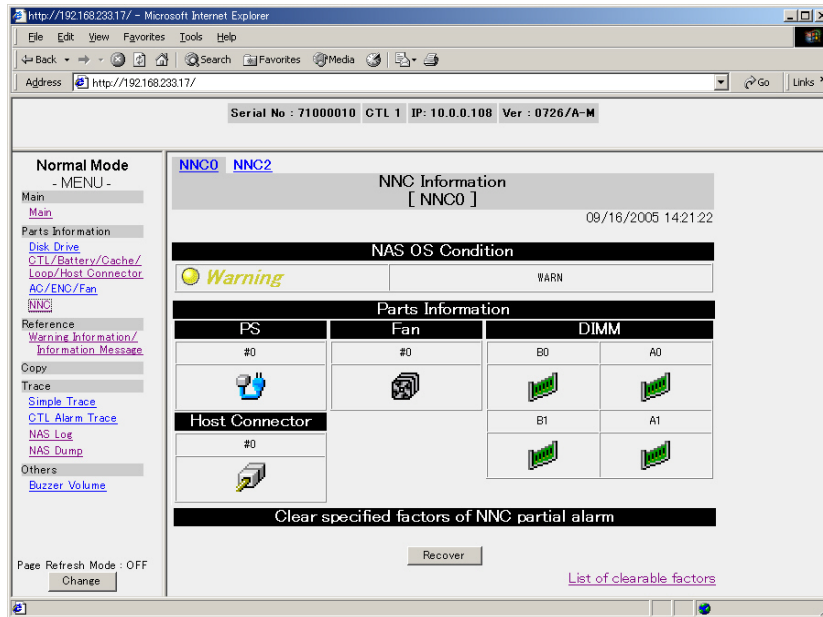 http://192.168.233.17/ - Microsoft Internet Explorer
File Edit View Favorites Tools Help
Back Search Favorites Media
Address http://192.168.233.17/ Go Links
Serial No : 71000010 CTL 1 IP: 10.0.0.108 Ver : 0726/A-M
Normal Mode
- MENU -
Main
Main
Parts Information
Disk Drive
CTL/Battery/Cache/
Loop/Host Connector
AC/ENC/Fan
NNC
Reference
Warning Information/
Information Message
Copy
Trace
Simple Trace
CTL Alarm Trace
NAS Log
NAS Dump
Others
Buzzer Volume
Page Refresh Mode : OFF
Change
NNC0 NNC2
NNC Information
[ NNC0 ]
09/16/2005 14:21:22
NAS OS Condition
Warning WARN
Parts Information
PS Fan DIMM
#0 #0 B0 A0
Host Connector B1 A1
#0
Clear specified factors of NNC partial alarm
Recover
List of clearable factors